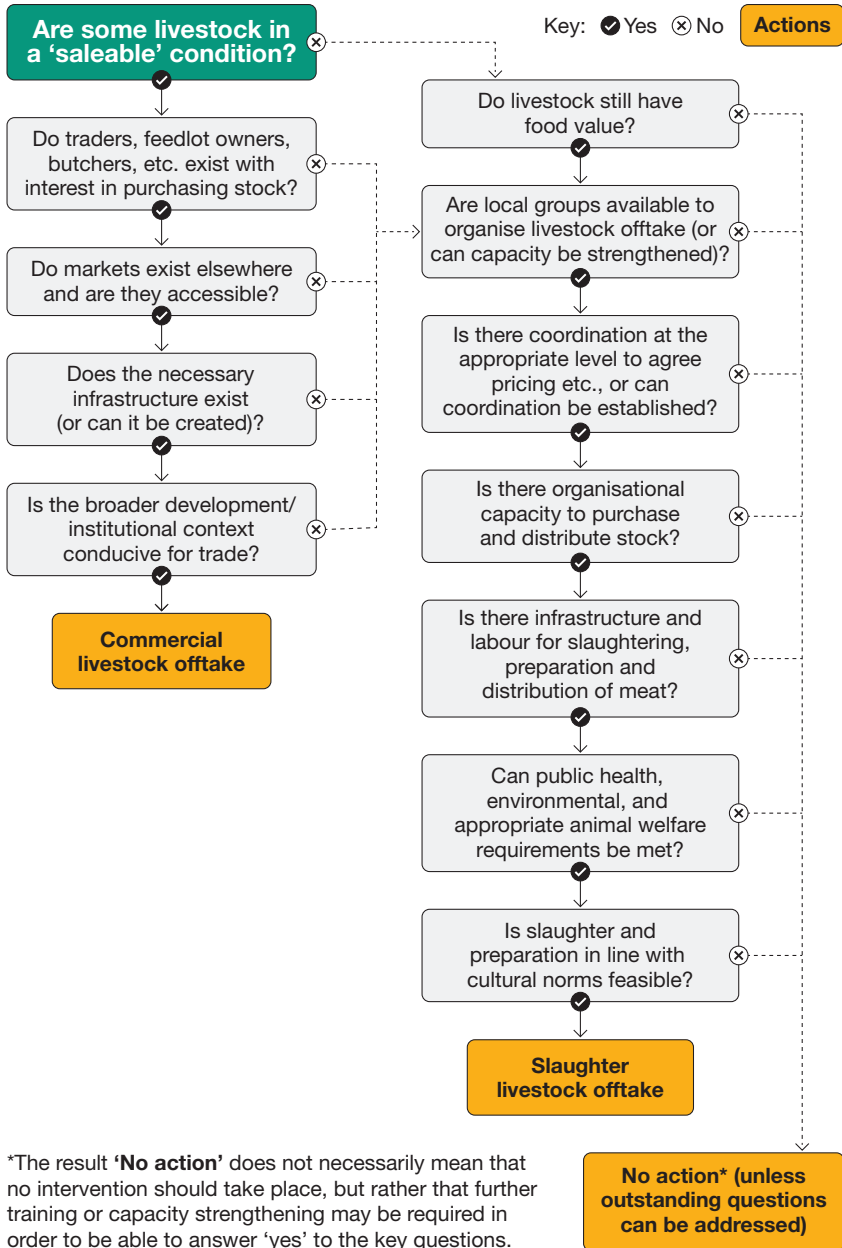 Are some livestock in
a ‘saleable’ condition?
Key: Yes No Actions
Do traders, feedlot owners,
butchers, etc. exist with
interest in purchasing stock?
Do markets exist elsewhere
and are they accessible?
Does the necessary
infrastructure exist
(or can it be created)?
Is the broader development/
institutional context
conducive for trade?
Commercial
livestock offtake
Do livestock still have
food value?
Are local groups available to
organise livestock offtake (or
can capacity be strengthened)?
Is there coordination at the
appropriate level to agree
pricing etc., or can
coordination be established?
Is there organisational
capacity to purchase
and distribute stock?
Is there infrastructure and
labour for slaughtering,
preparation and
distribution of meat?
Can public health,
environmental, and
appropriate animal welfare
requirements be met?
Is slaughter and
preparation in line with
cultural norms feasible?
Slaughter
livestock offtake
*The result ‘No action’ does not necessarily mean that
no intervention should take place, but rather that further
training or capacity strengthening may be required in
order to be able to answer ‘yes’ to the key questions.
No action* (unless
outstanding questions
can be addressed)